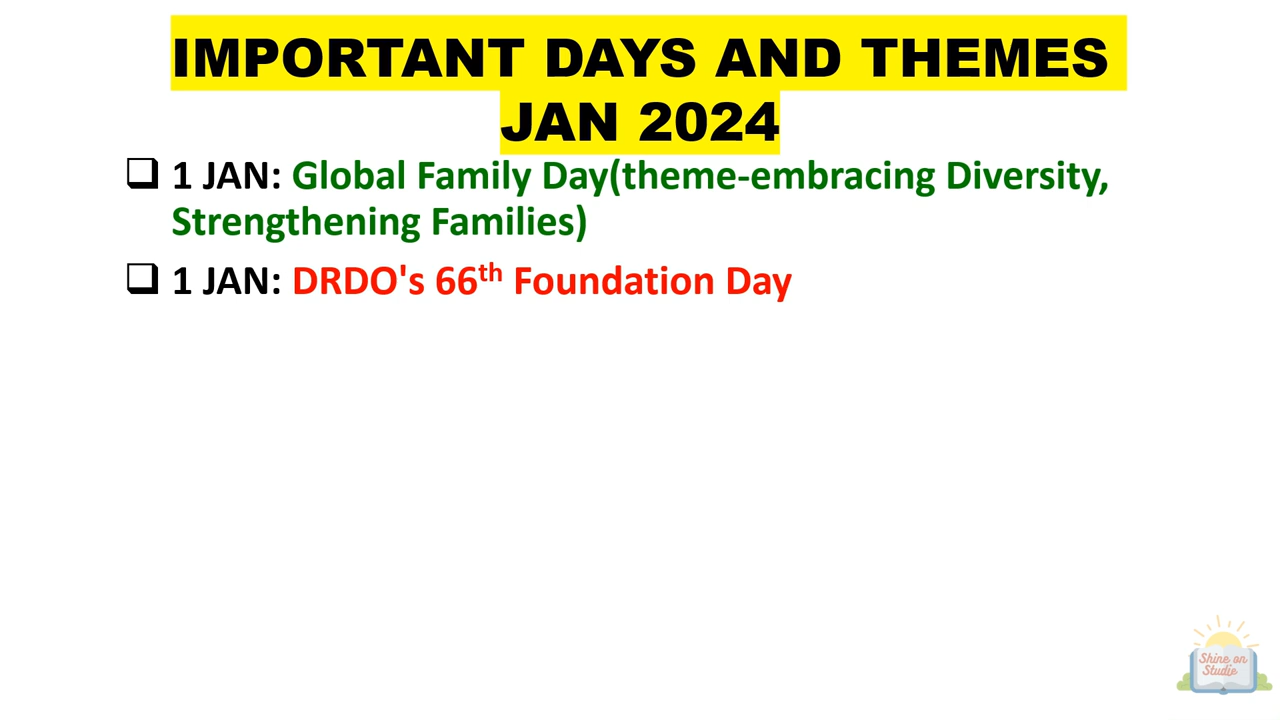 IMPORTANT DAYS AND THEMES
JAN 2024
1 JAN: Global Family Day(theme-embracing Diversity,
Strengthening Families)
1 JAN: DRDO's 66th Foundation Day
Shine on
Studie